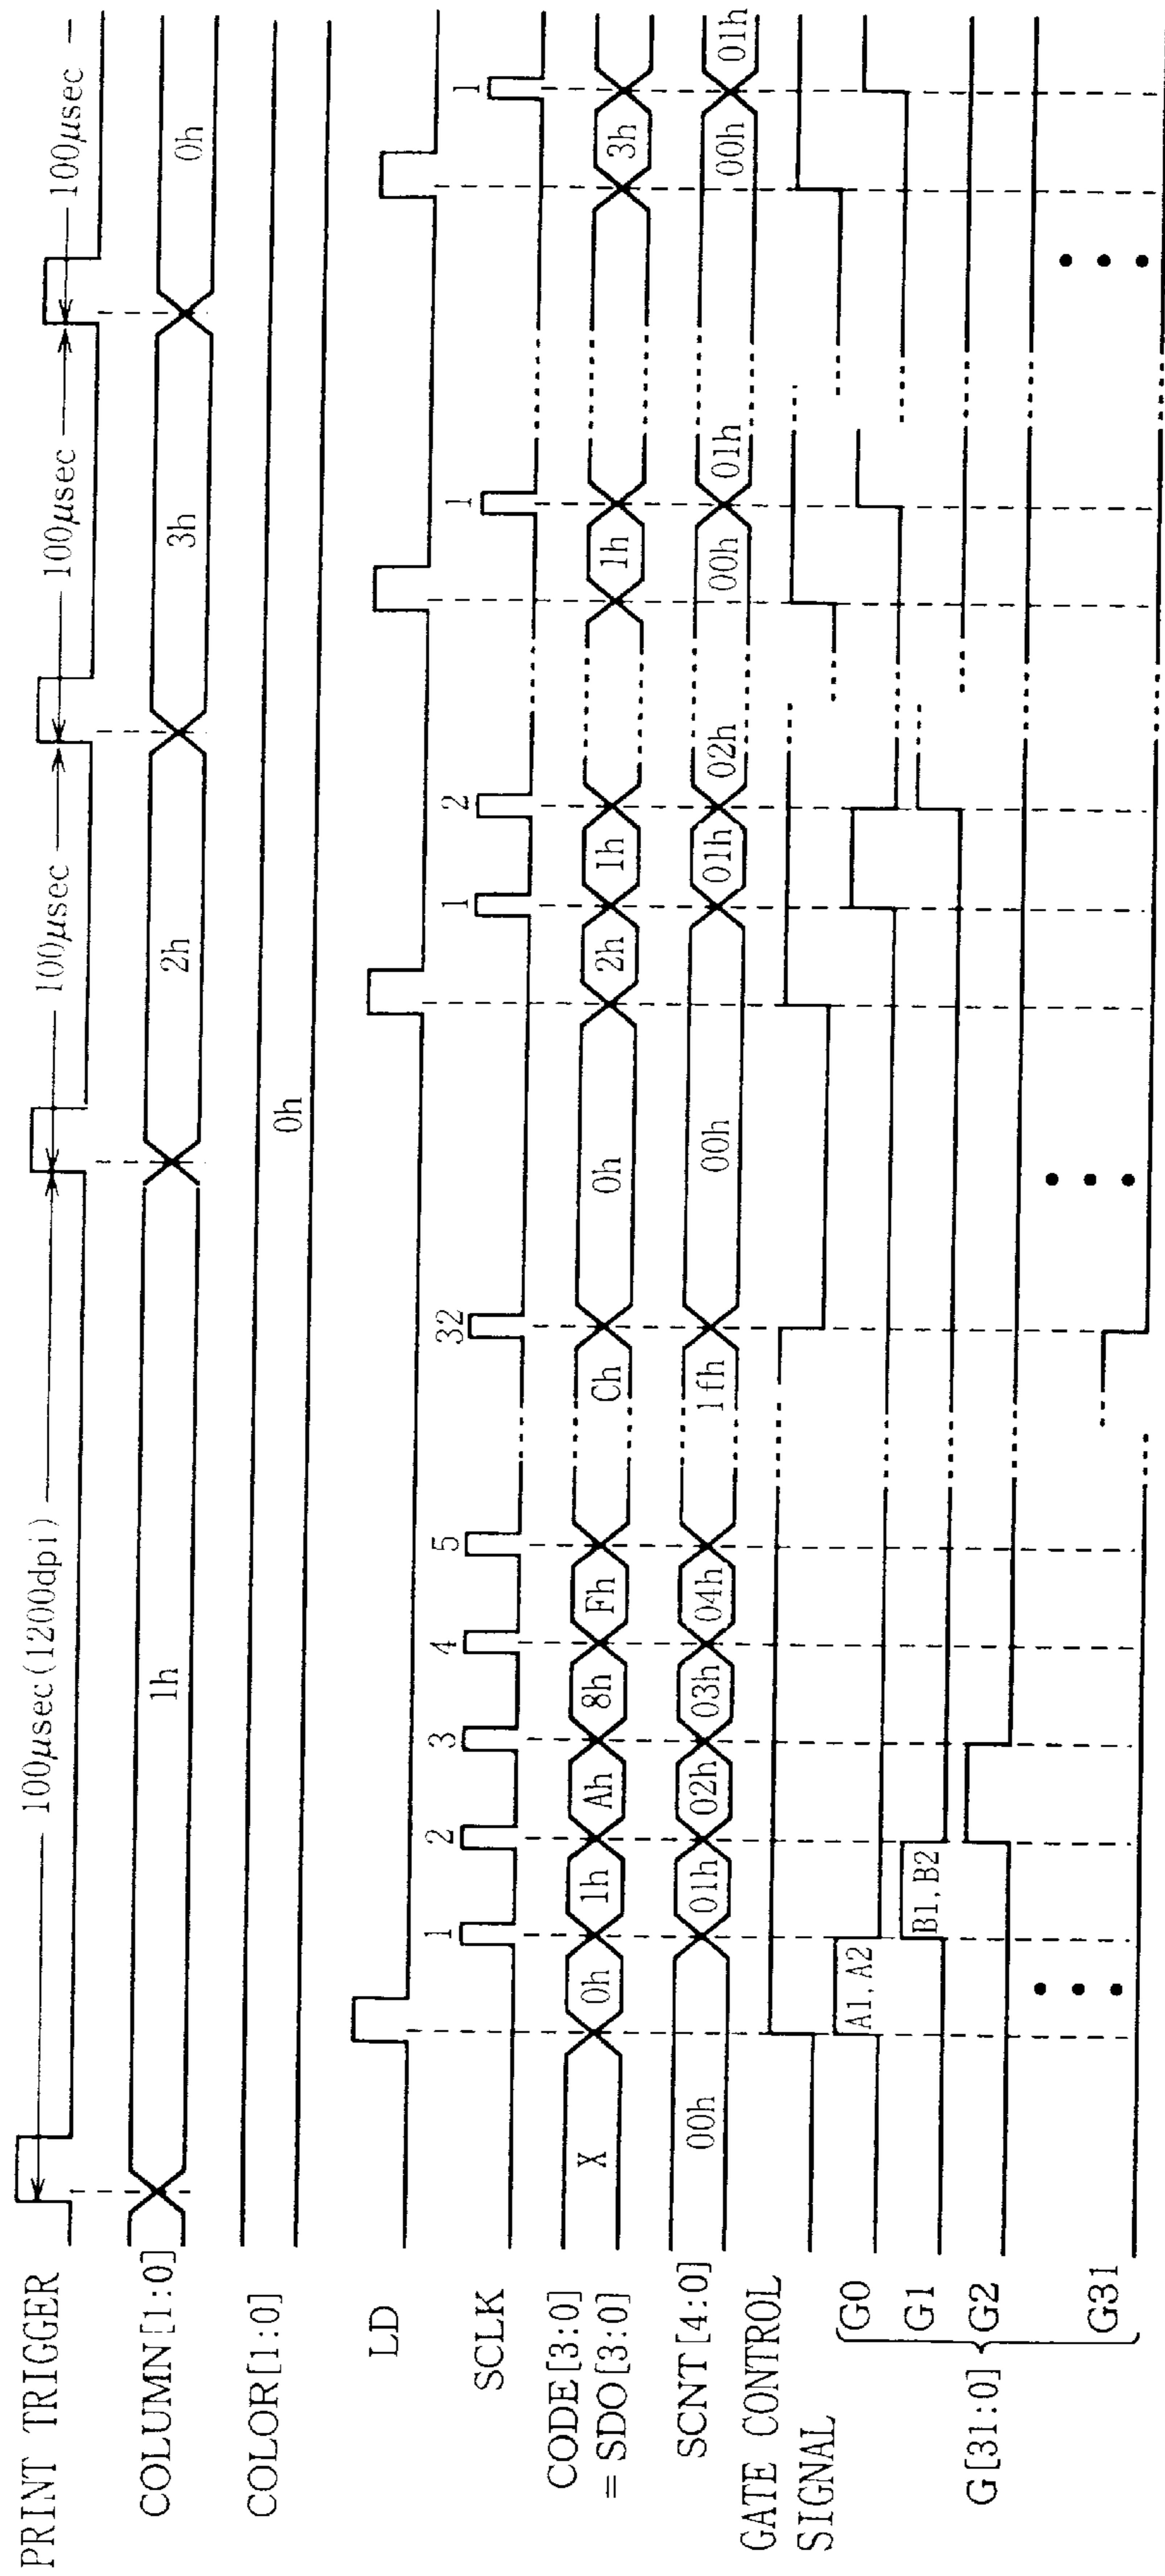 PRINT TRIGGER
100μsec(1200dpi) 100μsec 100μsec 100μsec
COLUMN[1:0]
1h 2h 3h 0h
COLOR[1:0]
0h
LD
SCLK
1 2 3 4 5 32 1 2 1 1
CODE[3:0]
= SDO[3:0]
X 0h 1h Ah 8h Fh Ch 0h 2h 1h 1h 3h
SCNT[4:0]
00h 01h 02h 03h 04h 1fh 00h 01h 02h 00h 01h 00h 01h
GATE CONTROL
SIGNAL
G[31:0]
G0
A1, A2
G1
B1, B2
G2
G31